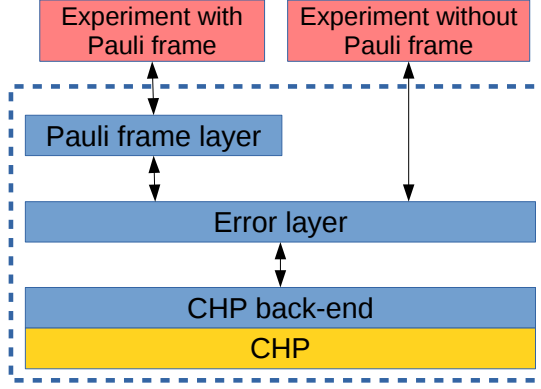 Experiment with
Pauli frame
Experiment without
Pauli frame
Pauli frame layer
Error layer
CHP back-end
CHP